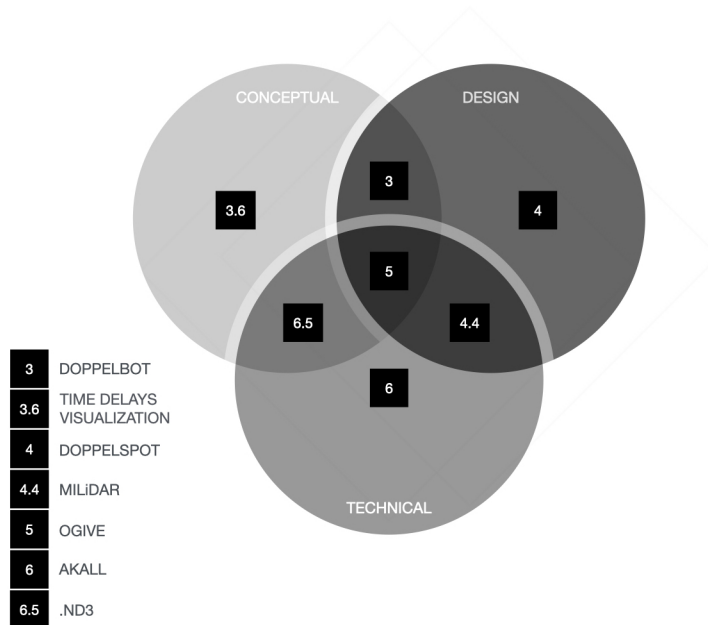 CONCEPTUAL
DESIGN
3
3.6
4
5
6.5
4.4
6
TECHNICAL
3 DOPPELBOT
3.6 TIME DELAYS
VISUALIZATION
4 DOPPELSPOT
4.4 MILiDAR
5 OGIVE
6 AKALL
6.5 .ND3